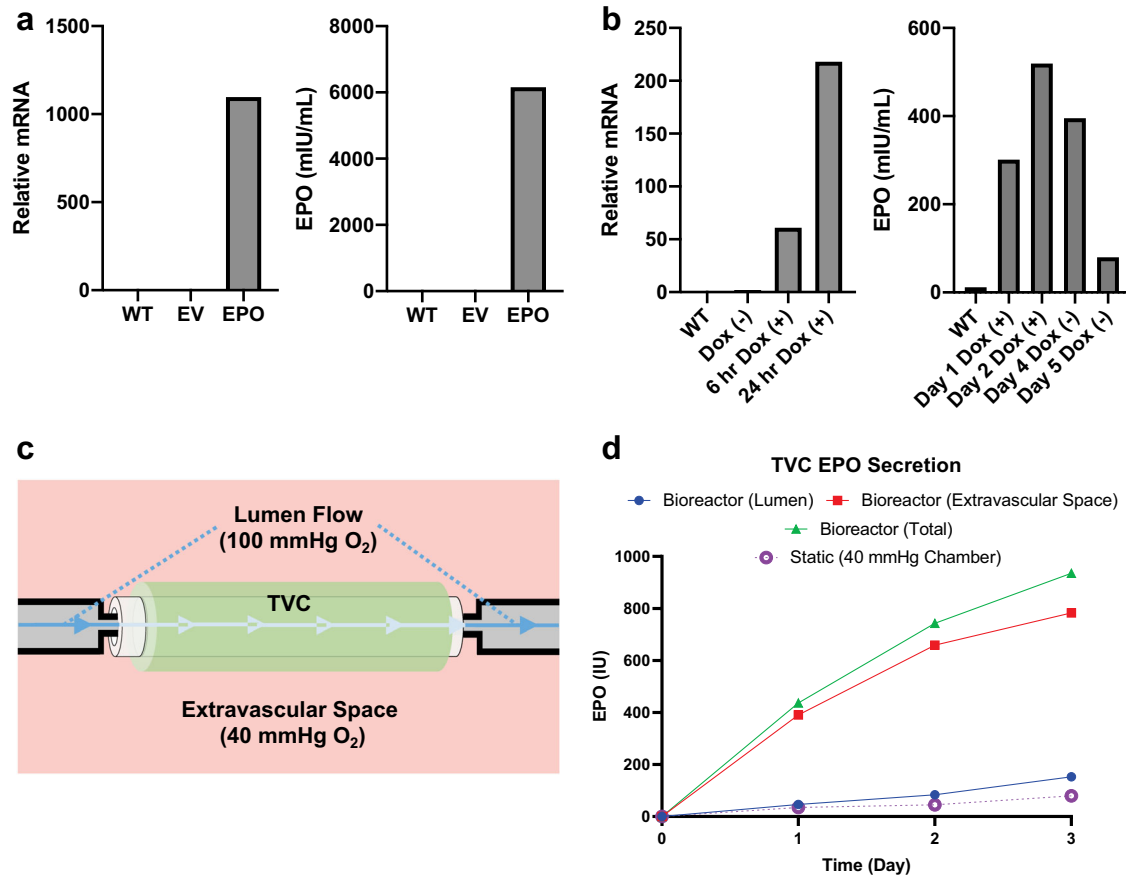 a
Relative mRNA
1500
1000
500
0
WT EV EPO
EPO (mIU/mL)
8000
6000
4000
2000
0
WT EV EPO
b
Relative mRNA
250
200
150
100
50
0
WT
Dox (-)
6 hr Dox (+)
24 hr Dox (+)
EPO (mIU/mL)
600
400
200
0
WT
Day 1 Dox (+)
Day 2 Dox (+)
Day 4 Dox (-)
Day 5 Dox (-)
c
Lumen Flow
(100 mmHg O₂)
TVC
Extravascular Space
(40 mmHg O₂)
d
TVC EPO Secretion
Bioreactor (Lumen) Bioreactor (Extravascular Space)
Bioreactor (Total)
Static (40 mmHg Chamber)
EPO (IU)
1000
800
600
400
200
0
0 1 2 3
Time (Day)